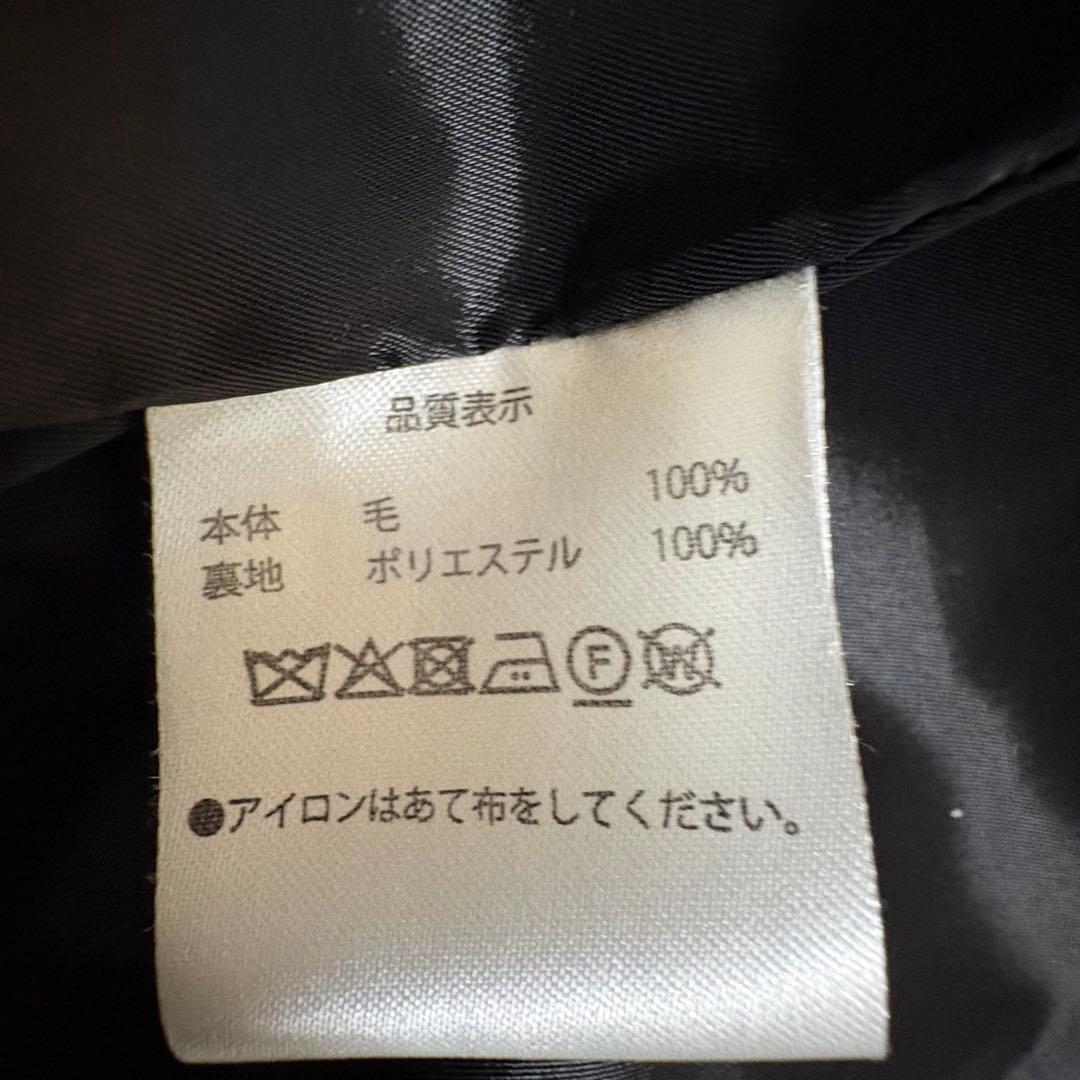 品質表示
本体 毛 100%
裏地 ポリエステル 100%
F W
●アイロンはあて布をしてください。